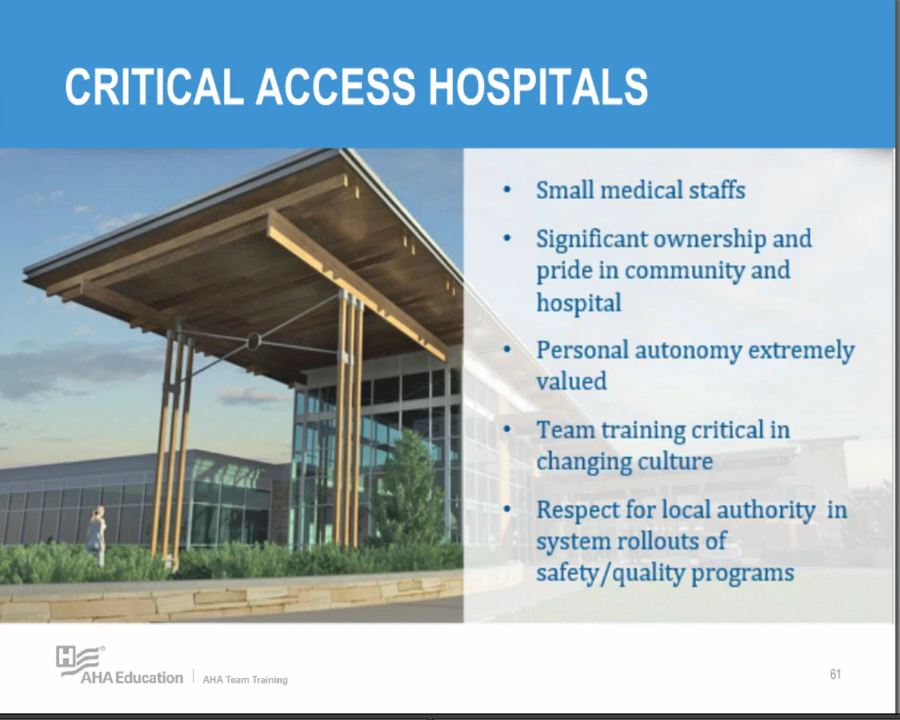 CRITICAL ACCESS HOSPITALS
• Small medical staffs
• Significant ownership and
pride in community and
hospital
• Personal autonomy extremely
valued
• Team training critical in
changing culture
• Respect for local authority in
system rollouts of
safety/quality programs
H®
AHA Education | AHA Team Training
61